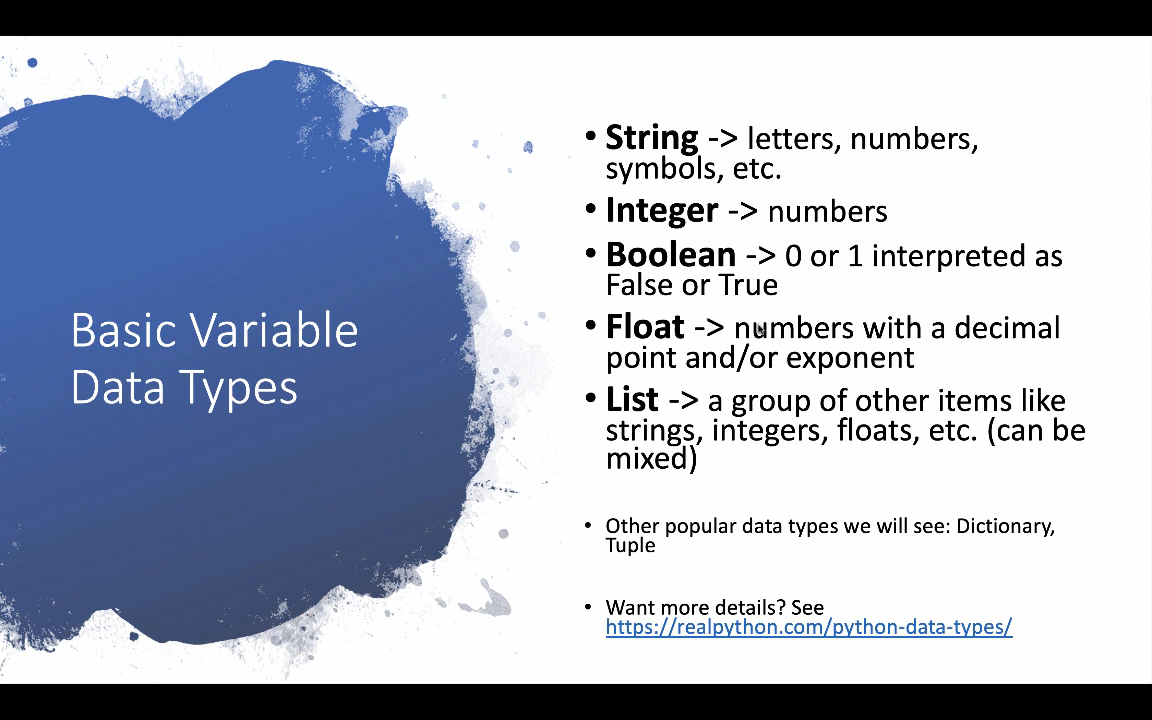 Basic Variable
Data Types
• String -> letters, numbers,
symbols, etc.
• Integer -> numbers
• Boolean -> 0 or 1 interpreted as
False or True
• Float -> numbers with a decimal
point and/or exponent
• List -> a group of other items like
strings, integers, floats, etc. (can be
mixed)
• Other popular data types we will see: Dictionary,
Tuple
• Want more details? See
https://realpython.com/python-data-types/